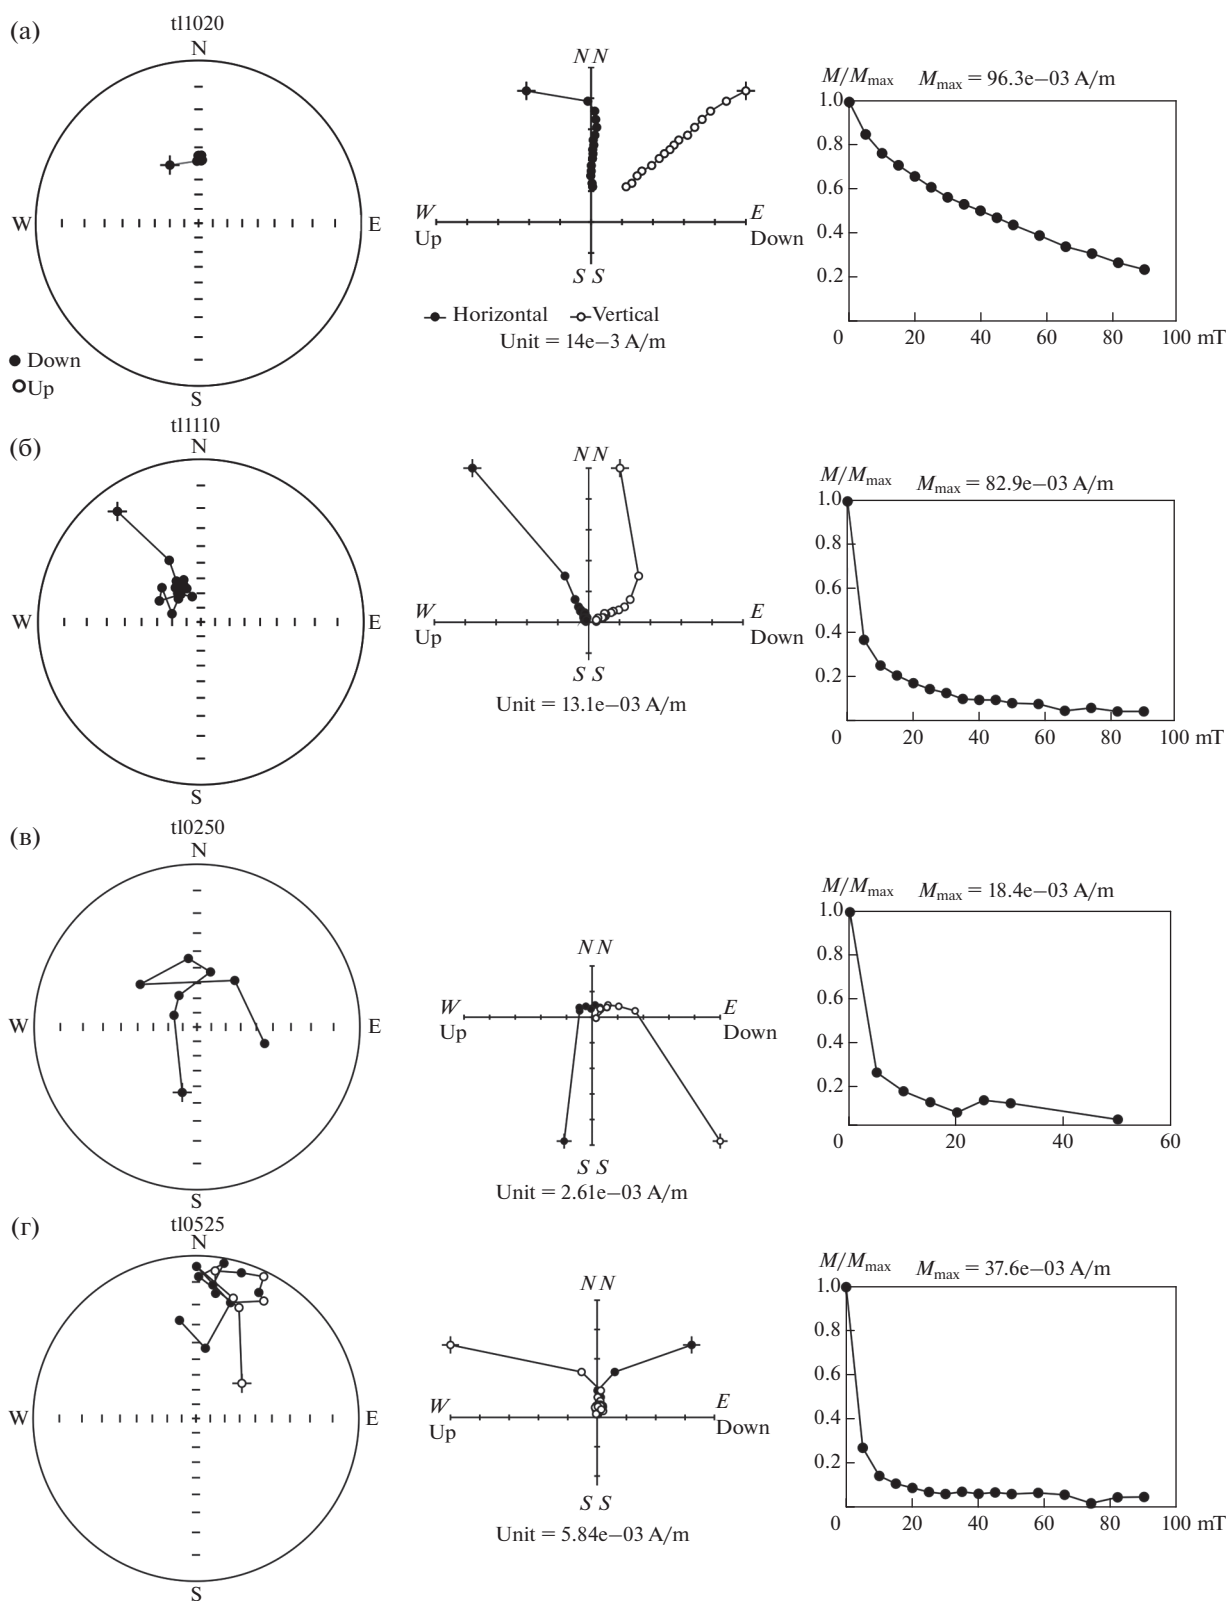 (а)
tl1020
N
W
E
S
Down
Up
N N
W
Up
E
Down
S S
Horizontal Vertical
Unit = 14e–3 A/m
M/Mmax Mmax = 96.3e–03 A/m
1.0
0.8
0.6
0.4
0.2
0 20 40 60 80 100 mT
(б)
tl1110
N
W
E
S
N N
W
Up
E
Down
S S
Unit = 13.1e–03 A/m
M/Mmax Mmax = 82.9e–03 A/m
1.0
0.8
0.6
0.4
0.2
0 20 40 60 80 100 mT
(в)
tl0250
N
W
E
S
N N
W
Up
E
Down
S S
Unit = 2.61e–03 A/m
M/Mmax Mmax = 18.4e–03 A/m
1.0
0.8
0.6
0.4
0.2
0 20 40 60
(г)
tl0525
N
W
E
S
N N
W
Up
E
Down
S S
Unit = 5.84e–03 A/m
M/Mmax Mmax = 37.6e–03 A/m
1.0
0.8
0.6
0.4
0.2
0 20 40 60 80 100 mT